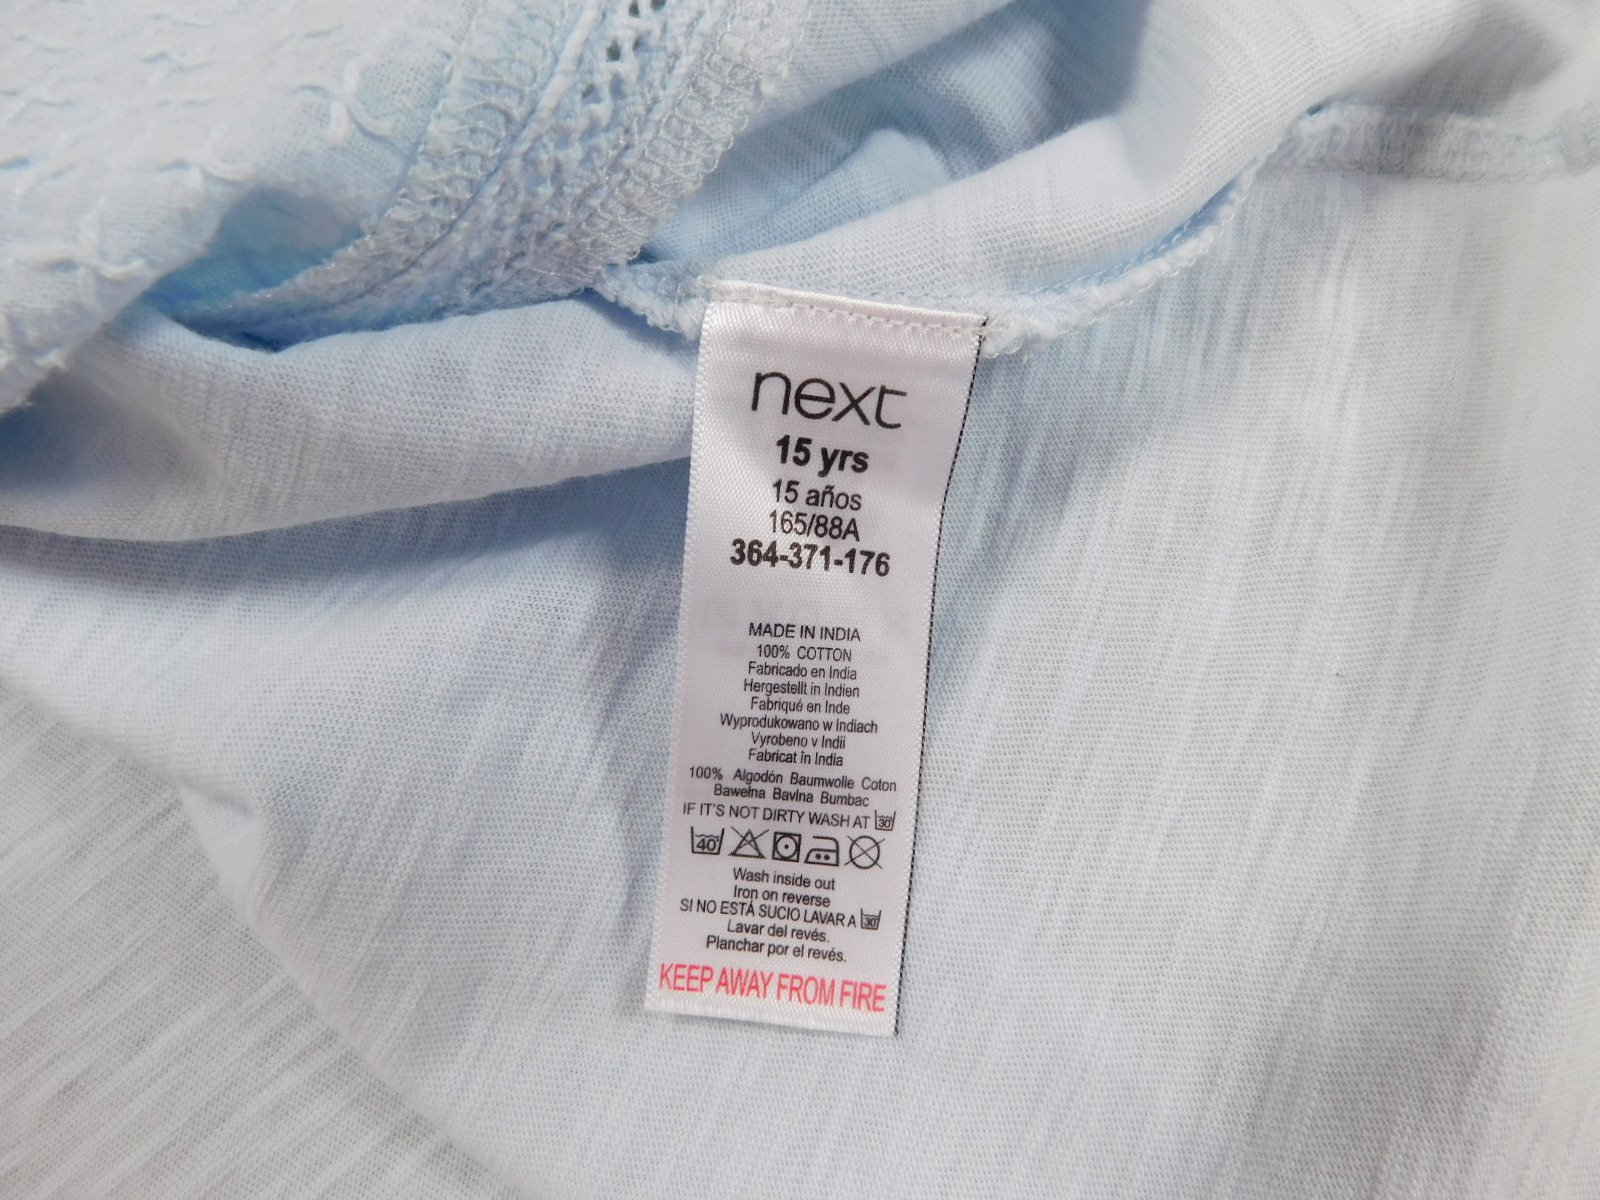 next
15 yrs
15 años
165/88A
364-371-176
MADE IN INDIA
100% COTTON
Fabricado en India
Hergestellt in Indien
Fabriqué en Inde
Wyprodukowano w Indiach
Vyrobeno v Indii
Fabricat în India
100% Algodón Baumwolle Coton
Bawełna Bavlna Bumbac
IF IT'S NOT DIRTY WASH AT 30
40
Wash inside out
Iron on reverse
SI NO ESTÁ SUCIO LAVAR A 30
Lavar del revés.
Planchar por el revés.
KEEP AWAY FROM FIRE